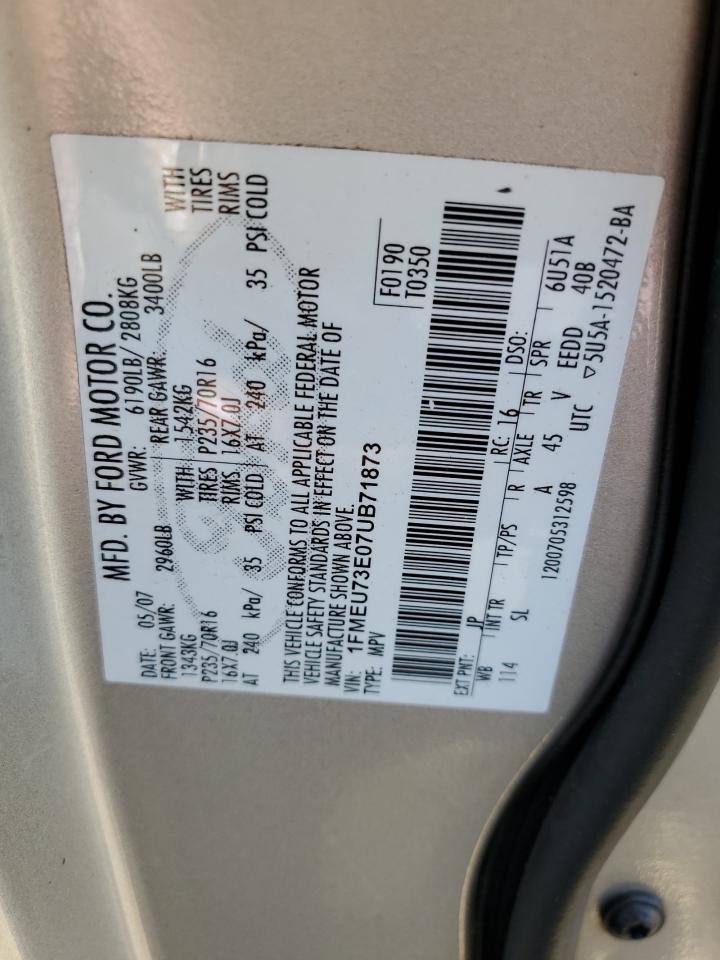 MFD. BY FORD MOTOR CO.
DATE: 05/07 GVWR: 6190LB/ 2808KG
FRONT GAWR: 2960LB REAR GAWR: 3400LB
1343KG WITH 1542KG WITH
P235/70R16 TIRES P235/70R16 TIRES
16X7.0J RIMS 16X7.0J RIMS
AT 240 kPa/ 35 PSI COLD AT 240 kPa/ 35 PSI COLD
THIS VEHICLE CONFORMS TO ALL APPLICABLE FEDERAL MOTOR
VEHICLE SAFETY STANDARDS IN EFFECT ON THE DATE OF
MANUFACTURE SHOWN ABOVE.
VIN: 1FMEU73E07UB71873
TYPE: MPV
F0190
T0350
EXT PNT: JP RC: 16 DSO:
WB INT TR TP/PS R AXLE TR SPR 6U51A
114 SL A 45 V EEDD 40B
1200705312598 UTC ▽5U5A-1520472-BA